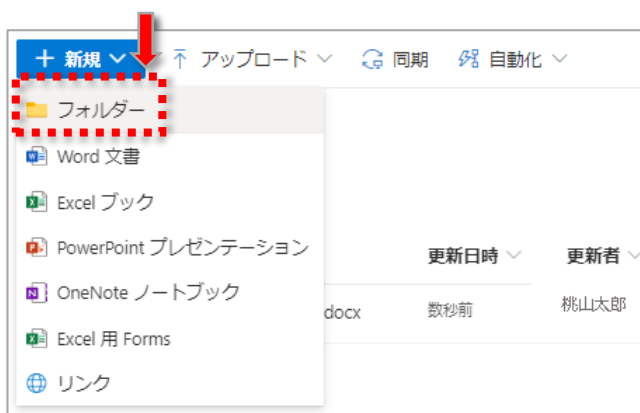 新規 アップロード 同期 自動化
フォルダー
Word 文書
Excel ブック
PowerPoint プレゼンテーション
更新日時 更新者
OneNote ノートブック
docx 数秒前 桃山太郎
Excel 用 Forms
リンク